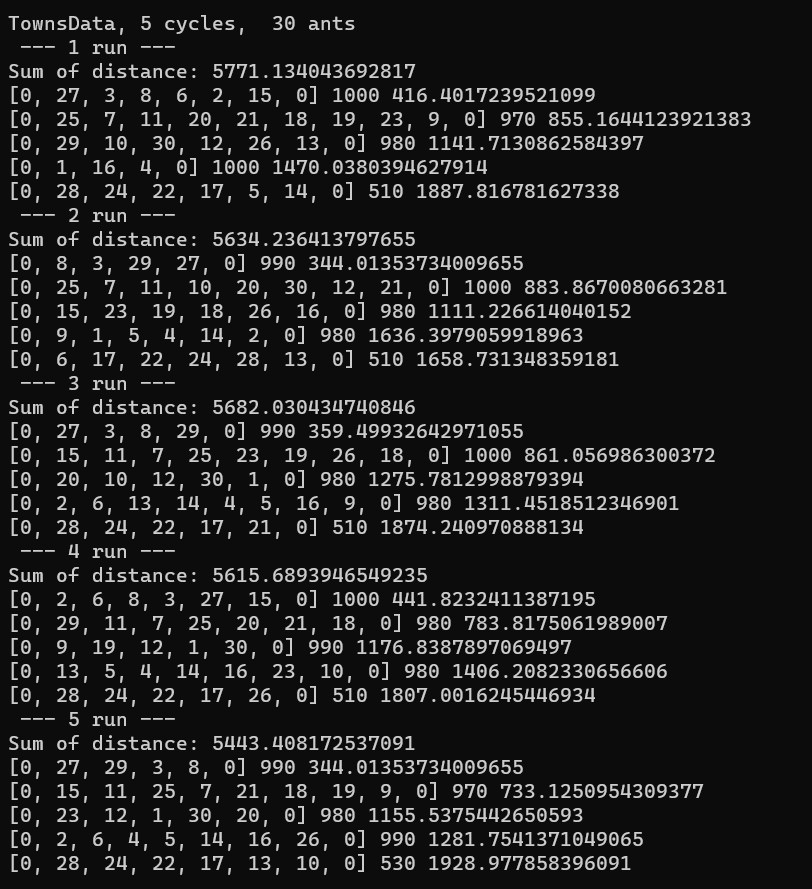 TownsData, 5 cycles,  30 ants
 --- 1 run ---
Sum of distance: 5771.134043692817
[0, 27, 3, 8, 6, 2, 15, 0] 1000 416.4017239521099
[0, 25, 7, 11, 20, 21, 18, 19, 23, 9, 0] 970 855.1644123921383
[0, 29, 10, 30, 12, 26, 13, 0] 980 1141.7130862584397
[0, 1, 16, 4, 0] 1000 1470.0380394627914
[0, 28, 24, 22, 17, 5, 14, 0] 510 1887.816781627338
 --- 2 run ---
Sum of distance: 5634.236413797655
[0, 8, 3, 29, 27, 0] 990 344.01353734009655
[0, 25, 7, 11, 10, 20, 30, 12, 21, 0] 1000 883.8670080663281
[0, 15, 23, 19, 18, 26, 16, 0] 980 1111.226614040152
[0, 9, 1, 5, 4, 14, 2, 0] 980 1636.3979059918963
[0, 6, 17, 22, 24, 28, 13, 0] 510 1658.731348359181
 --- 3 run ---
Sum of distance: 5682.030434740846
[0, 27, 3, 8, 29, 0] 990 359.49932642971055
[0, 15, 11, 7, 25, 23, 19, 26, 18, 0] 1000 861.056986300372
[0, 20, 10, 12, 30, 1, 0] 980 1275.7812998879394
[0, 2, 6, 13, 14, 4, 5, 16, 9, 0] 980 1311.4518512346901
[0, 28, 24, 22, 17, 21, 0] 510 1874.240970888134
 --- 4 run ---
Sum of distance: 5615.6893946549235
[0, 2, 6, 8, 3, 27, 15, 0] 1000 441.8232411387195
[0, 29, 11, 7, 25, 20, 21, 18, 0] 980 783.8175061989007
[0, 9, 19, 12, 1, 30, 0] 990 1176.8387897069497
[0, 13, 5, 4, 14, 16, 23, 10, 0] 980 1406.2082330656606
[0, 28, 24, 22, 17, 26, 0] 510 1807.0016245446934
 --- 5 run ---
Sum of distance: 5443.408172537091
[0, 27, 29, 3, 8, 0] 990 344.01353734009655
[0, 15, 11, 25, 7, 21, 18, 19, 9, 0] 970 733.1250954309377
[0, 23, 12, 1, 30, 20, 0] 980 1155.5375442650593
[0, 2, 6, 4, 5, 14, 16, 26, 0] 990 1281.7541371049065
[0, 28, 24, 22, 17, 13, 10, 0] 530 1928.977858396091